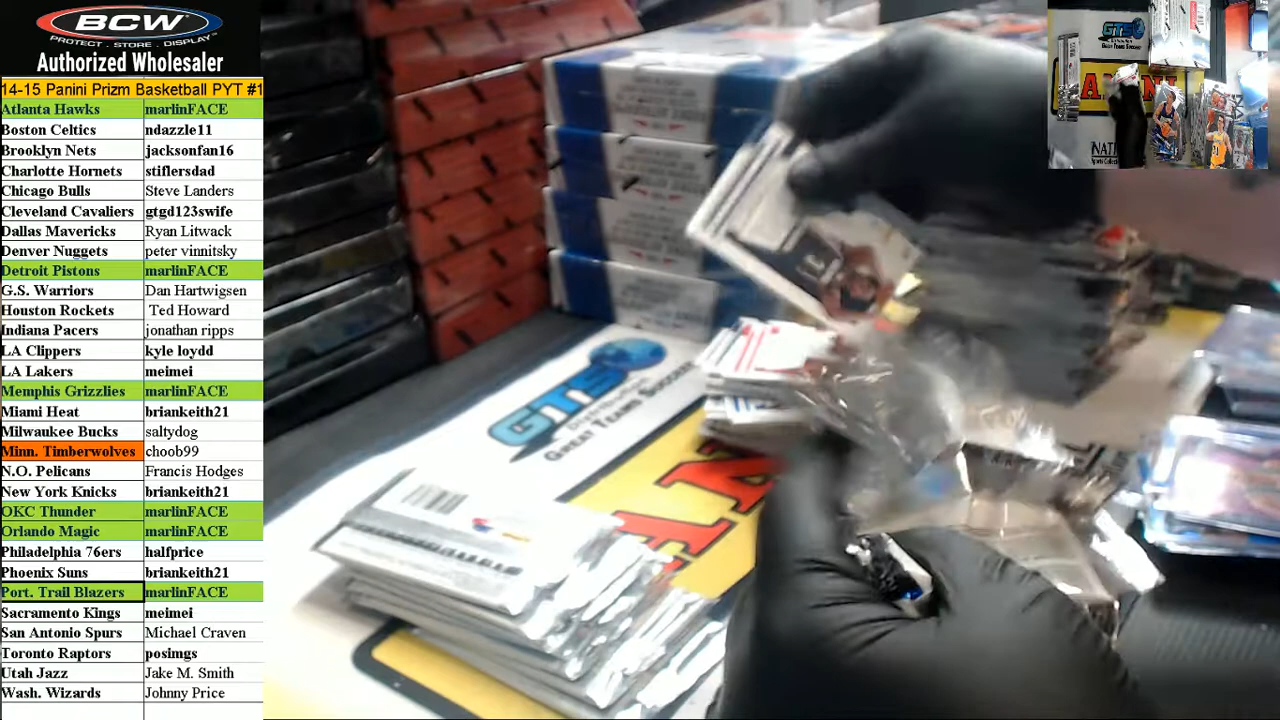 BCW
PROTECT . STORE . DISPLAY
Authorized Wholesaler
14-15 Panini Prizm Basketball PYT #1
Atlanta Hawks marlinFACE
Boston Celtics ndazzle11
Brooklyn Nets jacksonfan16
Charlotte Hornets stiflersdad
Chicago Bulls Steve Landers
Cleveland Cavaliers gtgd123swife
Dallas Mavericks Ryan Litwack
Denver Nuggets peter vinnitsky
Detroit Pistons marlinFACE
G.S. Warriors Dan Hartwigsen
Houston Rockets Ted Howard
Indiana Pacers jonathan ripps
LA Clippers kyle loydd
LA Lakers meimei
Memphis Grizzlies marlinFACE
Miami Heat briankeith21
Milwaukee Bucks saltydog
Minn. Timberwolves choob99
N.O. Pelicans Francis Hodges
New York Knicks briankeith21
OKC Thunder marlinFACE
Orlando Magic marlinFACE
Philadelphia 76ers halfprice
Phoenix Suns briankeith21
Port. Trail Blazers marlinFACE
Sacramento Kings meimei
San Antonio Spurs Michael Craven
Toronto Raptors posimgs
Utah Jazz Jake M. Smith
Wash. Wizards Johnny Price
GTS
GREAT TEAMS SUCCEED
GTS